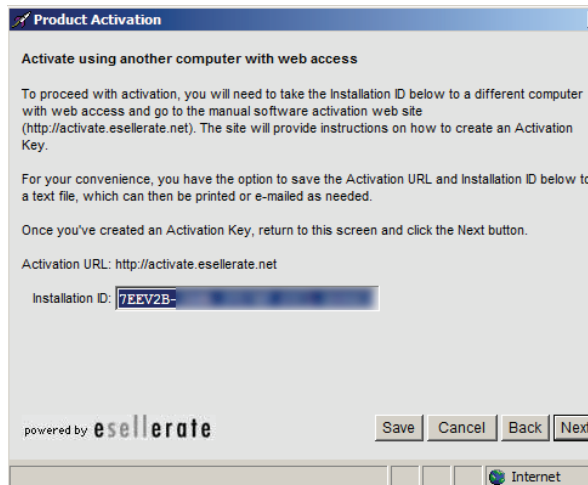 Product Activation
Activate using another computer with web access
To proceed with activation, you will need to take the Installation ID below to a different computer
with web access and go to the manual software activation web site
(http://activate.esellerate.net). The site will provide instructions on how to create an Activation
Key.
For your convenience, you have the option to save the Activation URL and Installation ID below to
a text file, which can then be printed or e-mailed as needed.
Once you've created an Activation Key, return to this screen and click the Next button.
Activation URL: http://activate.esellerate.net
Installation ID: 7EEV2B-
powered by esellerate
Save Cancel Back Next
Internet